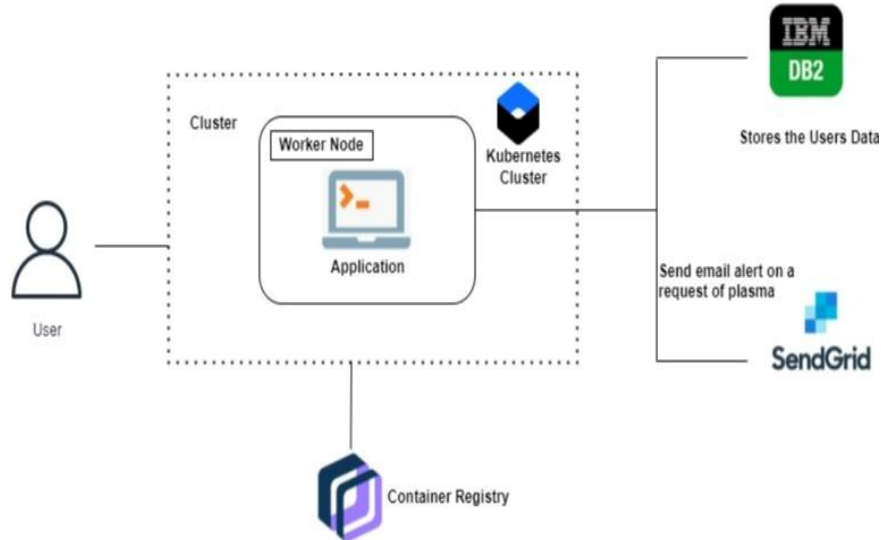 IBM
DB2
Stores the Users Data
Cluster
Worker Node
Kubernetes
Cluster
Application
User
Send email alert on a
request of plasma
SendGrid
Container Registry